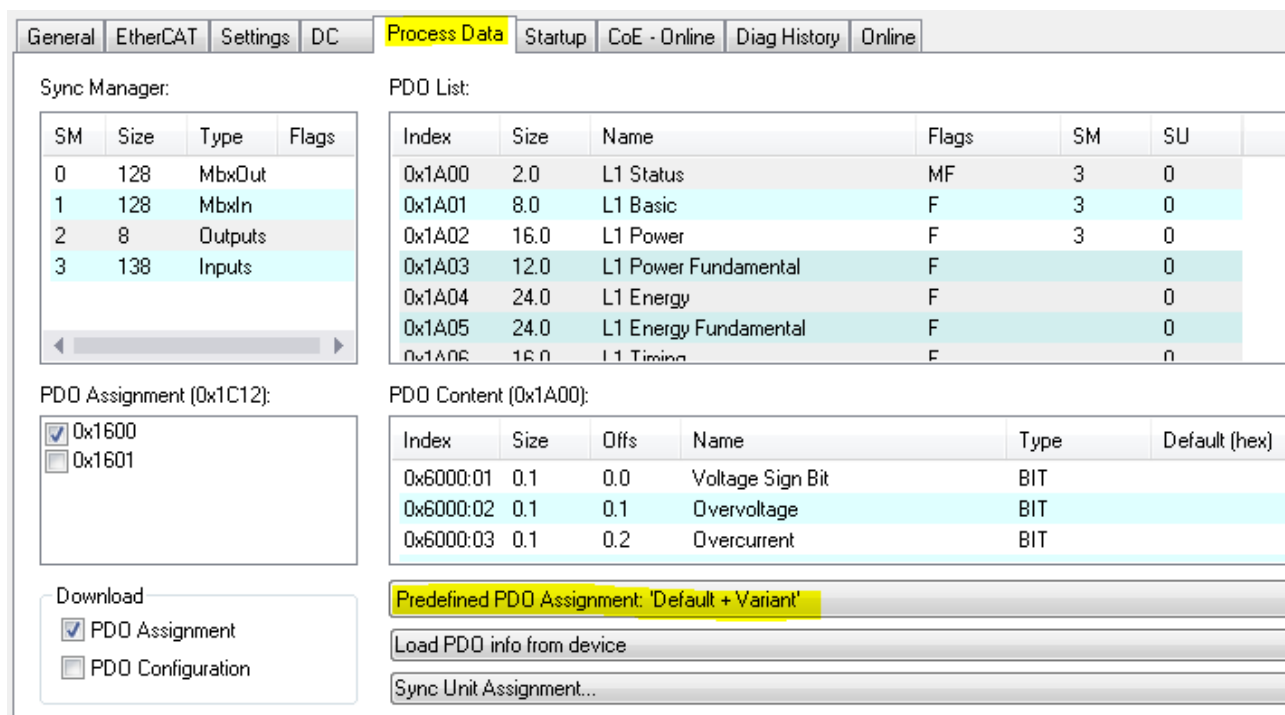 General EtherCAT Settings DC Process Data Startup CoE - Online Diag History Online
Sync Manager:
SM Size Type Flags
0 128 MbxOut
1 128 MbxIn
2 8 Outputs
3 138 Inputs
PDO List:
Index Size Name Flags SM SU
0x1A00 2.0 L1 Status MF 3 0
0x1A01 8.0 L1 Basic F 3 0
0x1A02 16.0 L1 Power F 3 0
0x1A03 12.0 L1 Power Fundamental F 0
0x1A04 24.0 L1 Energy F 0
0x1A05 24.0 L1 Energy Fundamental F 0
0x1A06 16.0 L1 Timing F 0
PDO Assignment (0x1C12):
0x1600
0x1601
PDO Content (0x1A00):
Index Size Offs Name Type Default (hex)
0x6000:01 0.1 0.0 Voltage Sign Bit BIT
0x6000:02 0.1 0.1 Overvoltage BIT
0x6000:03 0.1 0.2 Overcurrent BIT
Download
PDO Assignment
PDO Configuration
Predefined PDO Assignment: 'Default + Variant'
Load PDO info from device
Sync Unit Assignment...